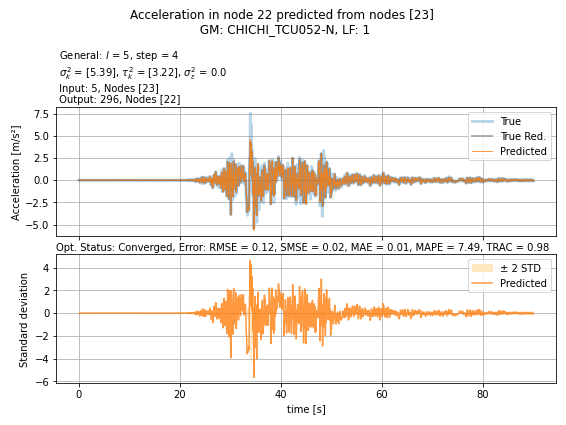 Acceleration in node 22 predicted from nodes [23]
GM: CHICHI_TCU052-N, LF: 1
General: l = 5, step = 4
σ²ₖ = [5.39], τ²ₖ = [3.22], σ²ε = 0.0
Input: 5, Nodes [23]
Output: 296, Nodes [22]
Acceleration [m/s²]
7.5
5.0
2.5
0.0
−2.5
−5.0
True
True Red.
Predicted
Opt. Status: Converged, Error: RMSE = 0.12, SMSE = 0.02, MAE = 0.01, MAPE = 7.49, TRAC = 0.98
Standard deviation
4
2
0
−2
−4
−6
± 2 STD
Predicted
0 20 40 60 80
time [s]